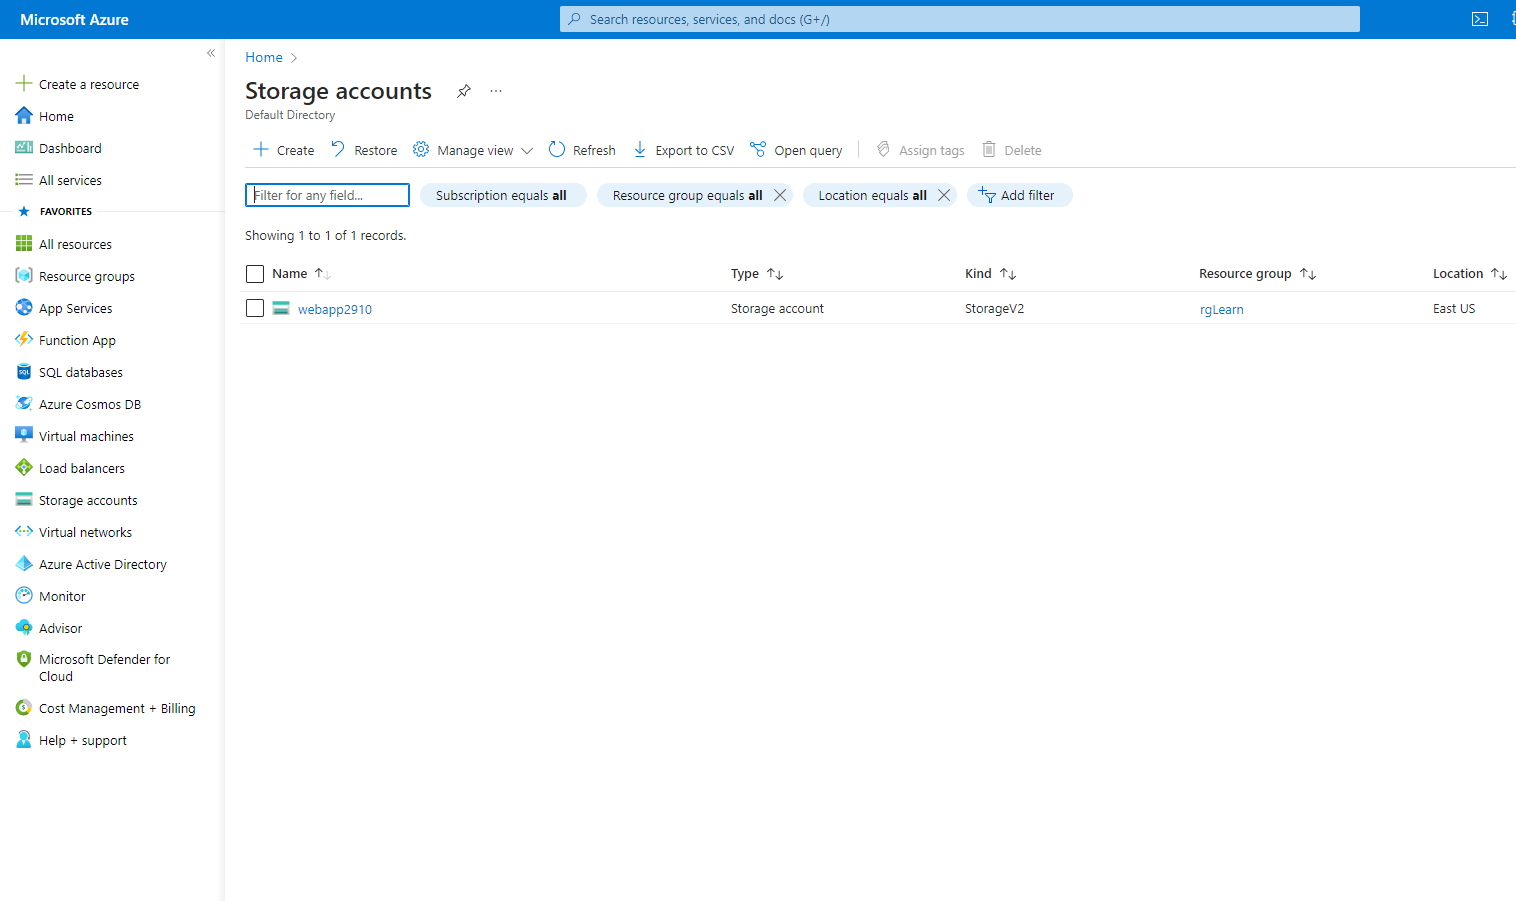 Microsoft Azure
Search resources, services, and docs (G+/)
Create a resource
Home
Dashboard
All services
FAVORITES
All resources
Resource groups
App Services
Function App
SQL databases
Azure Cosmos DB
Virtual machines
Load balancers
Storage accounts
Virtual networks
Azure Active Directory
Monitor
Advisor
Microsoft Defender for
Cloud
Cost Management + Billing
Help + support
Home
Storage accounts
Default Directory
Create Restore Manage view Refresh Export to CSV Open query Assign tags Delete
Filter for any field... Subscription equals all Resource group equals all Location equals all Add filter
Showing 1 to 1 of 1 records.
Name Type Kind Resource group Location
webapp2910 Storage account StorageV2 rgLearn East US